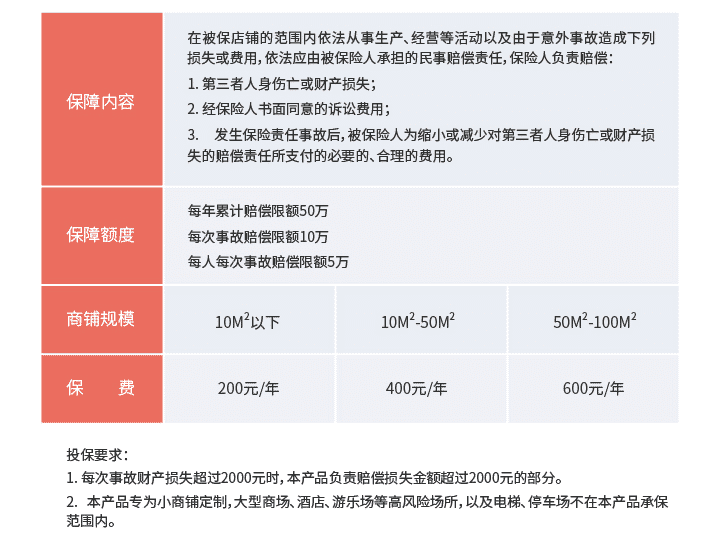 保障内容
在被保店铺的范围内依法从事生产、经营等活动以及由于意外事故造成下列
损失或费用，依法应由被保险人承担的民事赔偿责任，保险人负责赔偿：
1. 第三者人身伤亡或财产损失；
2. 经保险人书面同意的诉讼费用；
3. 发生保险责任事故后，被保险人为缩小或减少对第三者人身伤亡或财产损
失的赔偿责任所支付的必要的、合理的费用。
保障额度
每年累计赔偿限额50万
每次事故赔偿限额10万
每人每次事故赔偿限额5万
商铺规模 10M²以下 10M²-50M² 50M²-100M²
保 费 200元/年 400元/年 600元/年
投保要求：
1. 每次事故财产损失超过2000元时，本产品负责赔偿损失金额超过2000元的部分。
2. 本产品专为小商铺定制，大型商场、酒店、游乐场等高风险场所，以及电梯、停车场不在本产品承保
范围内。